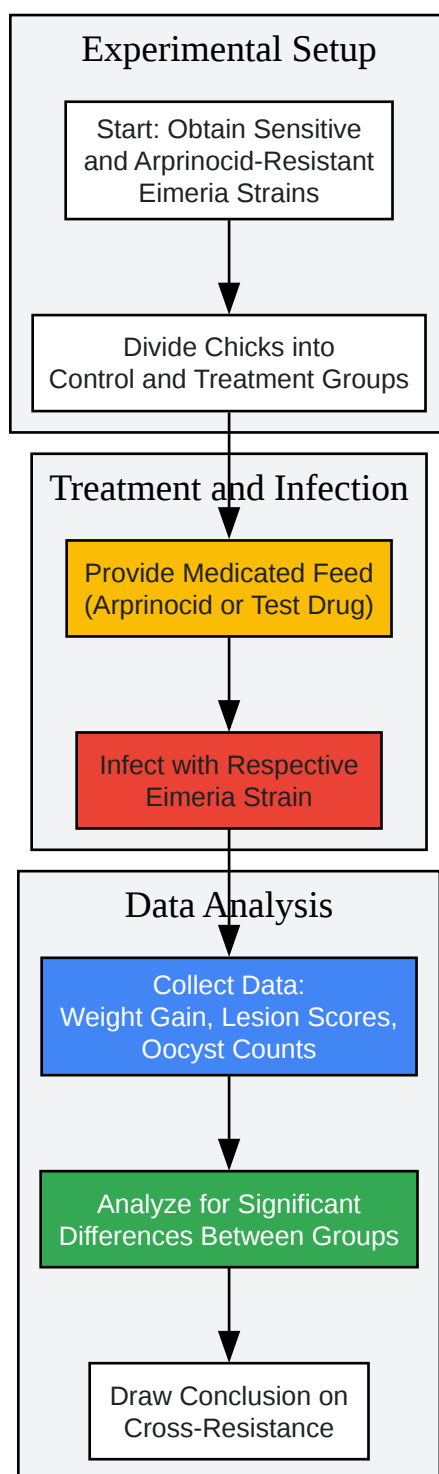 Experimental Setup
Start: Obtain Sensitive
and Arprinocid-Resistant
Eimeria Strains
Divide Chicks into
Control and Treatment Groups
Treatment and Infection
Provide Medicated Feed
(Arprinocid or Test Drug)
Infect with Respective
Eimeria Strain
Data Analysis
Collect Data:
Weight Gain, Lesion Scores,
Oocyst Counts
Analyze for Significant
Differences Between Groups
Draw Conclusion on
Cross-Resistance